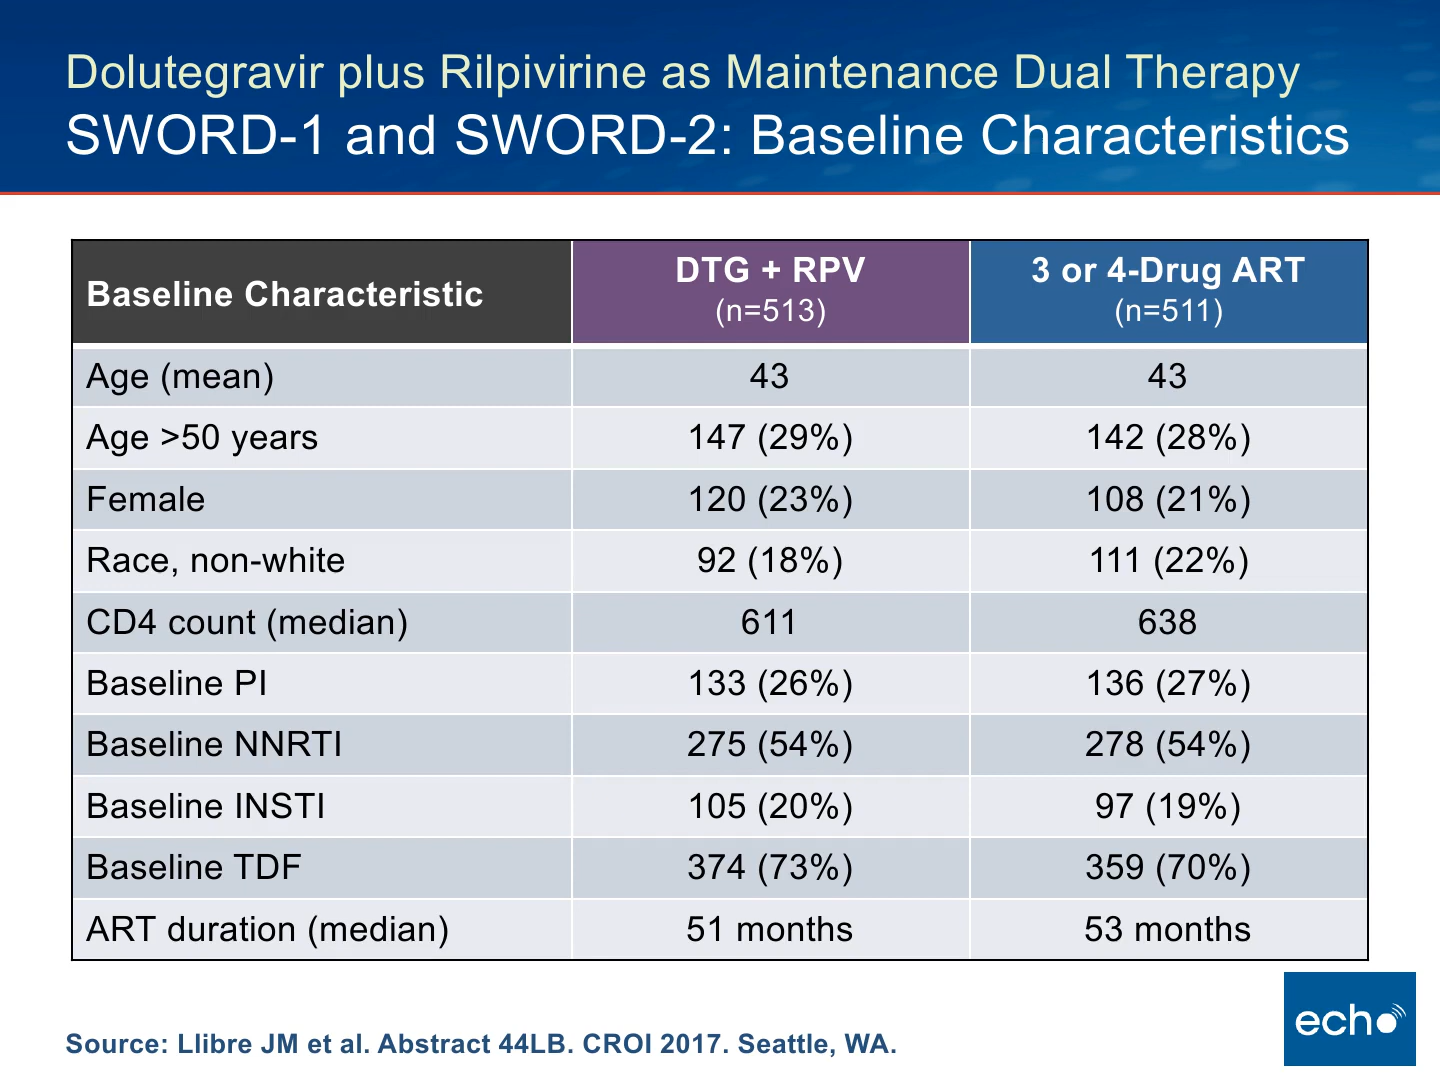 Dolutegravir plus Rilpivirine as Maintenance Dual Therapy
SWORD-1 and SWORD-2: Baseline Characteristics
Baseline Characteristic
DTG + RPV
(n=513)
3 or 4-Drug ART
(n=511)
Age (mean) 43 43
Age >50 years 147 (29%) 142 (28%)
Female 120 (23%) 108 (21%)
Race, non-white 92 (18%) 111 (22%)
CD4 count (median) 611 638
Baseline PI 133 (26%) 136 (27%)
Baseline NNRTI 275 (54%) 278 (54%)
Baseline INSTI 105 (20%) 97 (19%)
Baseline TDF 374 (73%) 359 (70%)
ART duration (median) 51 months 53 months
echo
Source: Llibre JM et al. Abstract 44LB. CROI 2017. Seattle, WA.